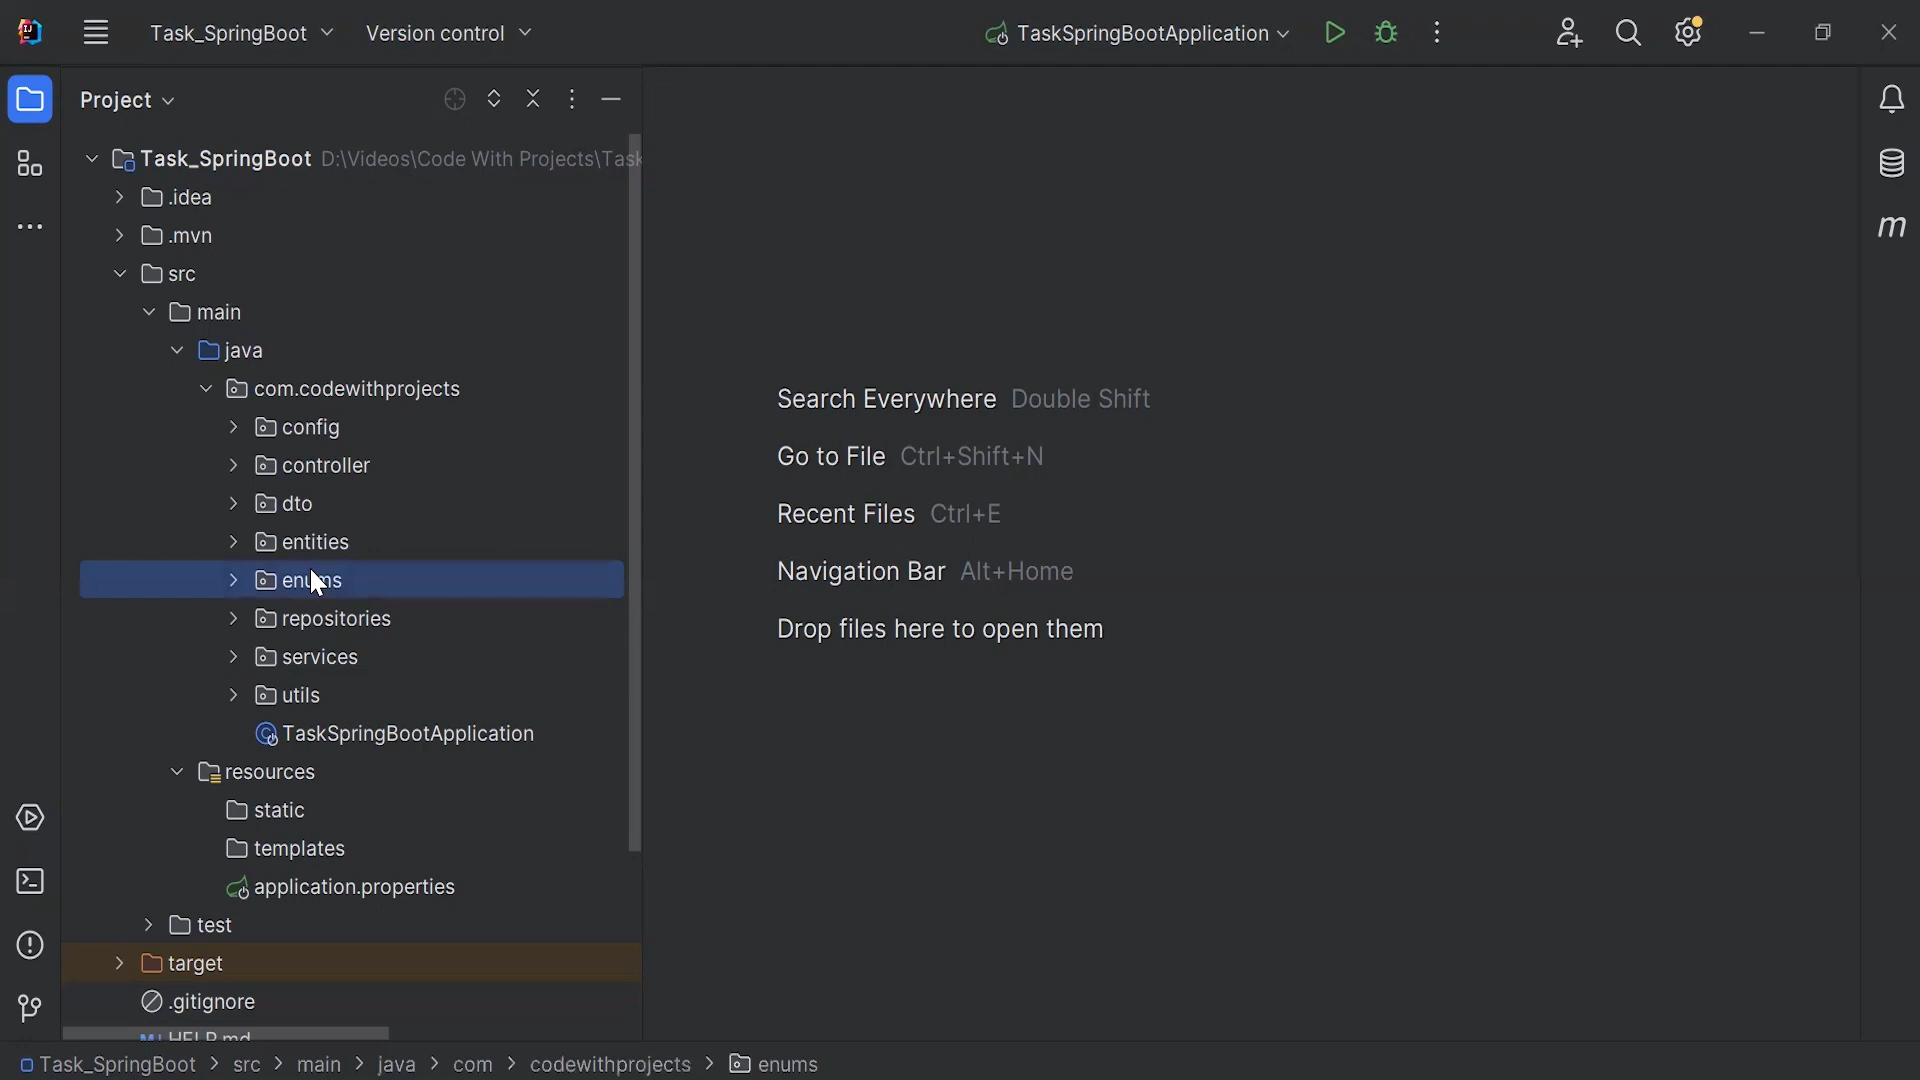 Task_SpringBoot
Version control
TaskSpringBootApplication
Project
Task_SpringBoot D:\Videos\Code With Projects\Task
.idea
.mvn
src
main
java
com.codewithprojects
config
controller
dto
entities
enums
repositories
services
utils
TaskSpringBootApplication
resources
static
templates
application.properties
test
target
.gitignore
HELP.md
Search Everywhere Double Shift
Go to File Ctrl+Shift+N
Recent Files Ctrl+E
Navigation Bar Alt+Home
Drop files here to open them
m
Task_SpringBoot > src > main > java > com > codewithprojects > enums